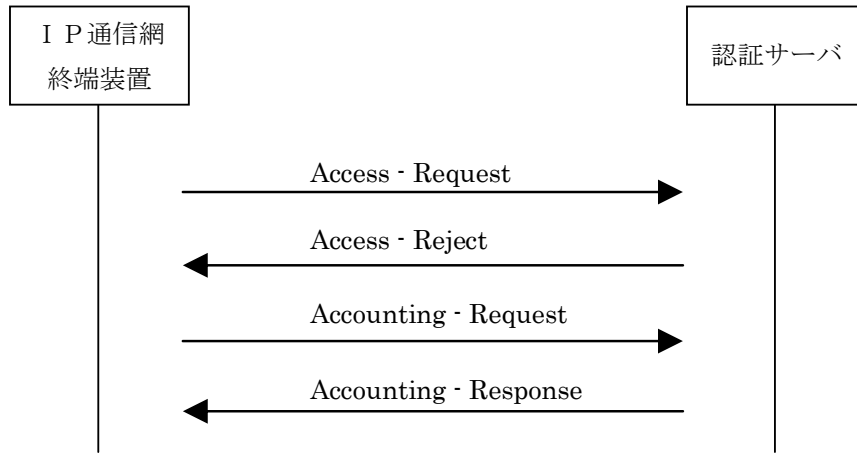 ＩＰ通信網
終端装置
認証サーバ
Access - Request
Access - Reject
Accounting - Request
Accounting - Response